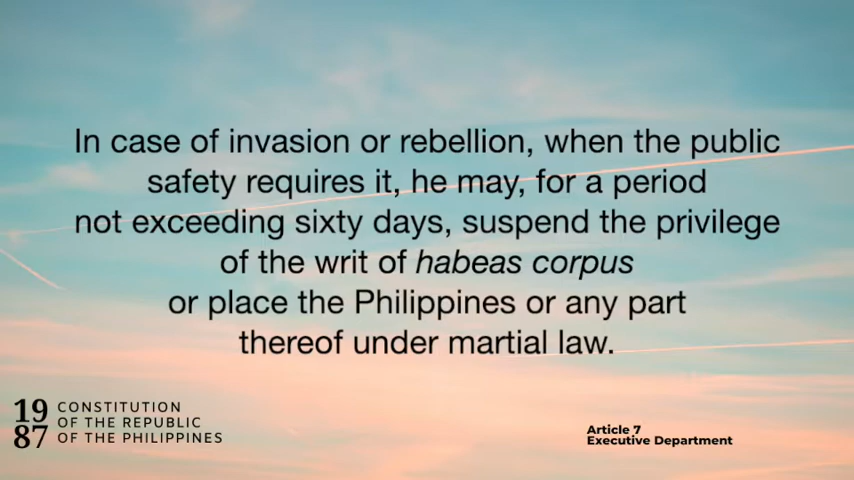 In case of invasion or rebellion, when the public
safety requires it, he may, for a period
not exceeding sixty days, suspend the privilege
of the writ of habeas corpus
or place the Philippines or any part
thereof under martial law.
19
87
CONSTITUTION
OF THE REPUBLIC
OF THE PHILIPPINES
Article 7
Executive Department